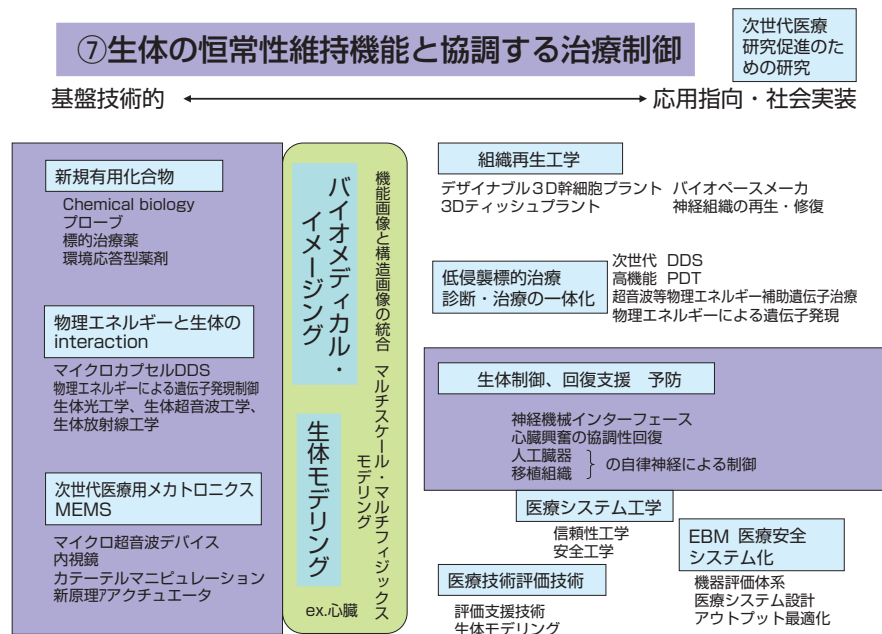 ⑦生体の恒常性維持機能と協調する治療制御
次世代医療
研究促進のた
めの研究
基盤技術的
応用指向・社会実装
新規有用化合物
Chemical biology
プローブ
標的治療薬
環境応答型薬剤
物理エネルギーと生体の
interaction
マイクロカプセルDDS
物理エネルギーによる遺伝子発現制御
生体光工学、生体超音波工学、
生体放射線工学
次世代医療用メカトロニクス
MEMS
マイクロ超音波デバイス
内視鏡
カテーテルマニピュレーション
新原理アアクチュエータ
バイオメディカル・
イメージング
機能画像と構造画像の統合
生体モデリング
マルチスケール・マルチフィジックス
モデリング
ex.心臓
組織再生工学
デザイナブル3D幹細胞プラント バイオペースメーカ
3Dティッシュプラント 神経組織の再生・修復
低侵襲標的治療
診断・治療の一体化
次世代 DDS
高機能 PDT
超音波等物理エネルギー補助遺伝子治療
物理エネルギーによる遺伝子発現
生体制御、回復支援 予防
神経機械インターフェース
心臓興奮の協調性回復
人工臓器
移植組織
} の自律神経による制御
医療システム工学
信頼性工学
安全工学
EBM 医療安全
システム化
機器評価体系
医療システム設計
アウトプット最適化
医療技術評価技術
評価支援技術
生体モデリング